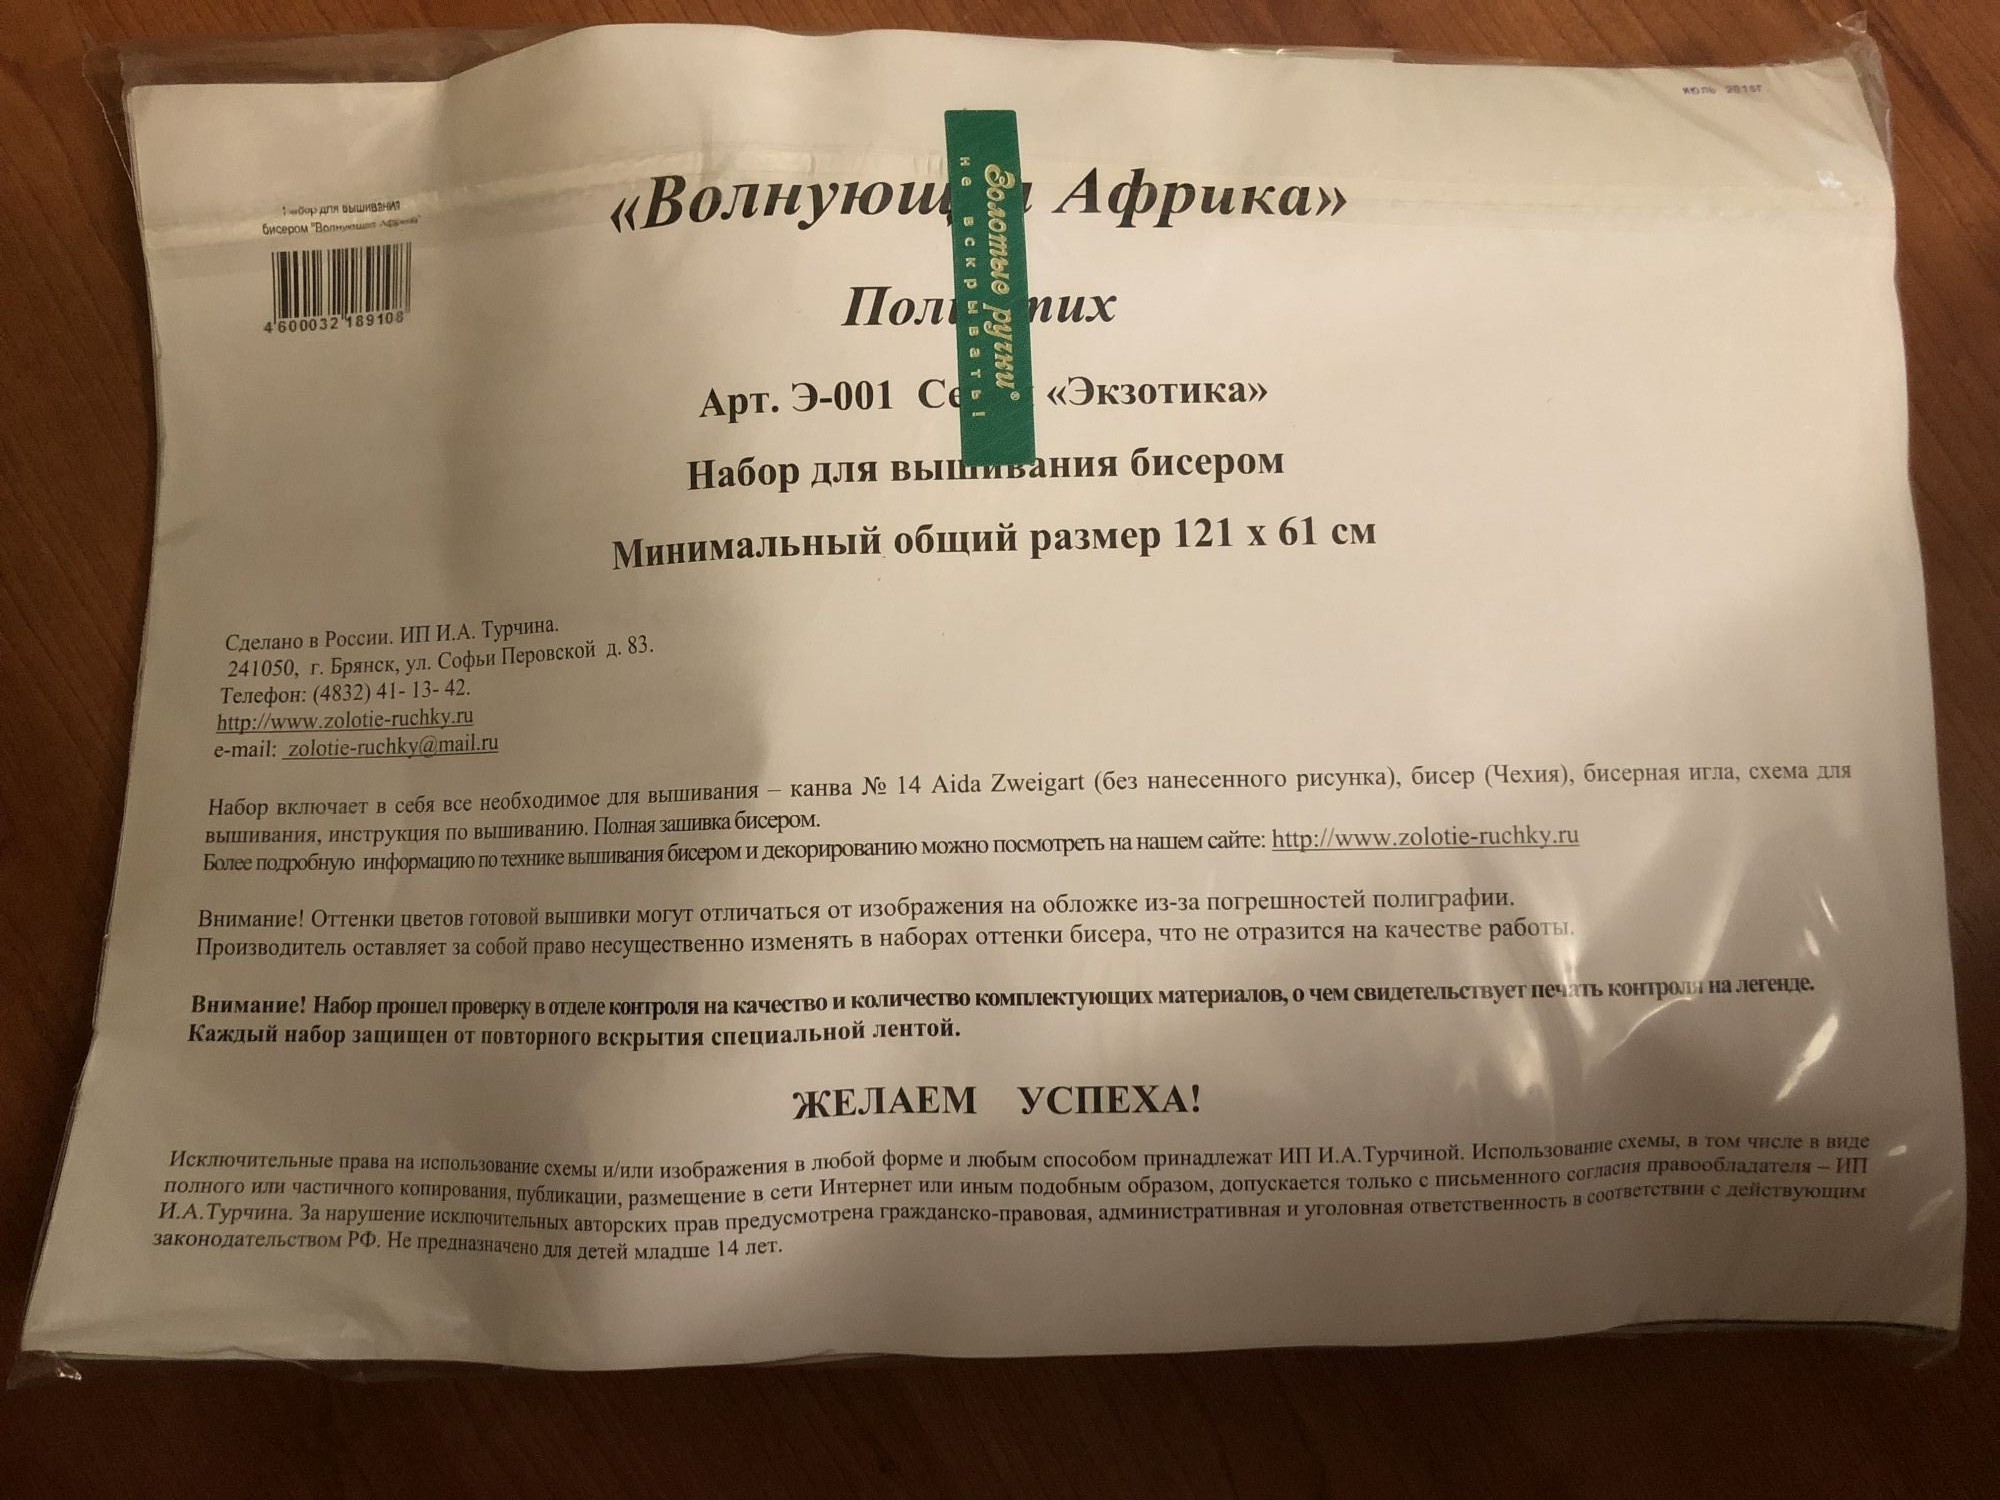 июль 2018г
«Волнующ Африка»
Золотые ручки®
не вскрывать!
Набор для вышивания
бисером "Волнующая Африка"
4 600032 189108
Пол тих
Арт. Э-001 Се «Экзотика»
Набор для вышивания бисером
Минимальный общий размер 121 х 61 см
Сделано в России. ИП И.А. Турчина.
241050, г. Брянск, ул. Софьи Перовской д. 83.
Телефон: (4832) 41- 13- 42.
http://www.zolotie-ruchky.ru
e-mail: zolotie-ruchky@mail.ru
Набор включает в себя все необходимое для вышивания – канва № 14 Aida Zweigart (без нанесенного рисунка), бисер (Чехия), бисерная игла, схема для
вышивания, инструкция по вышиванию. Полная зашивка бисером.
Более подробную информацию по технике вышивания бисером и декорированию можно посмотреть на нашем сайте: http://www.zolotie-ruchky.ru
Внимание! Оттенки цветов готовой вышивки могут отличаться от изображения на обложке из-за погрешностей полиграфии.
Производитель оставляет за собой право несущественно изменять в наборах оттенки бисера, что не отразится на качестве работы.
Внимание! Набор прошел проверку в отделе контроля на качество и количество комплектующих материалов, о чем свидетельствует печать контроля на легенде.
Каждый набор защищен от повторного вскрытия специальной лентой.
ЖЕЛАЕМ УСПЕХА!
Исключительные права на использование схемы и/или изображения в любой форме и любым способом принадлежат ИП И.А.Турчиной. Использование схемы, в том числе в виде
полного или частичного копирования, публикации, размещение в сети Интернет или иным подобным образом, допускается только с письменного согласия правообладателя – ИП
И.А.Турчина. За нарушение исключительных авторских прав предусмотрена гражданско-правовая, административная и уголовная ответственность в соответствии с действующим
законодательством РФ. Не предназначено для детей младше 14 лет.